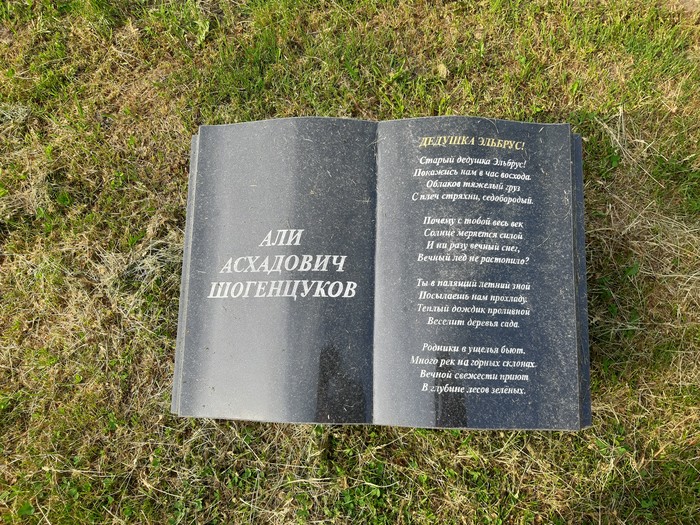 АЛИ
АСХАДОВИЧ
ШОГЕНЦУКОВ
ДЕДУШКА ЭЛЬБРУС!
Старый дедушка Эльбрус!
Покажись нам в час восхода.
Облаков тяжелый груз
С плеч стряхни, седобородый.
Почему с тобой весь век
Солнце меряется силой
И ни разу вечный снег,
Вечный лед не растопило?
Ты в палящий летний зной
Посылаешь нам прохладу.
Теплый дождик проливной
Веселит деревья сада.
Родники в ущелья бьют.
Много рек на горных склонах.
Вечной свежести приют
В глубине лесов зелёных.